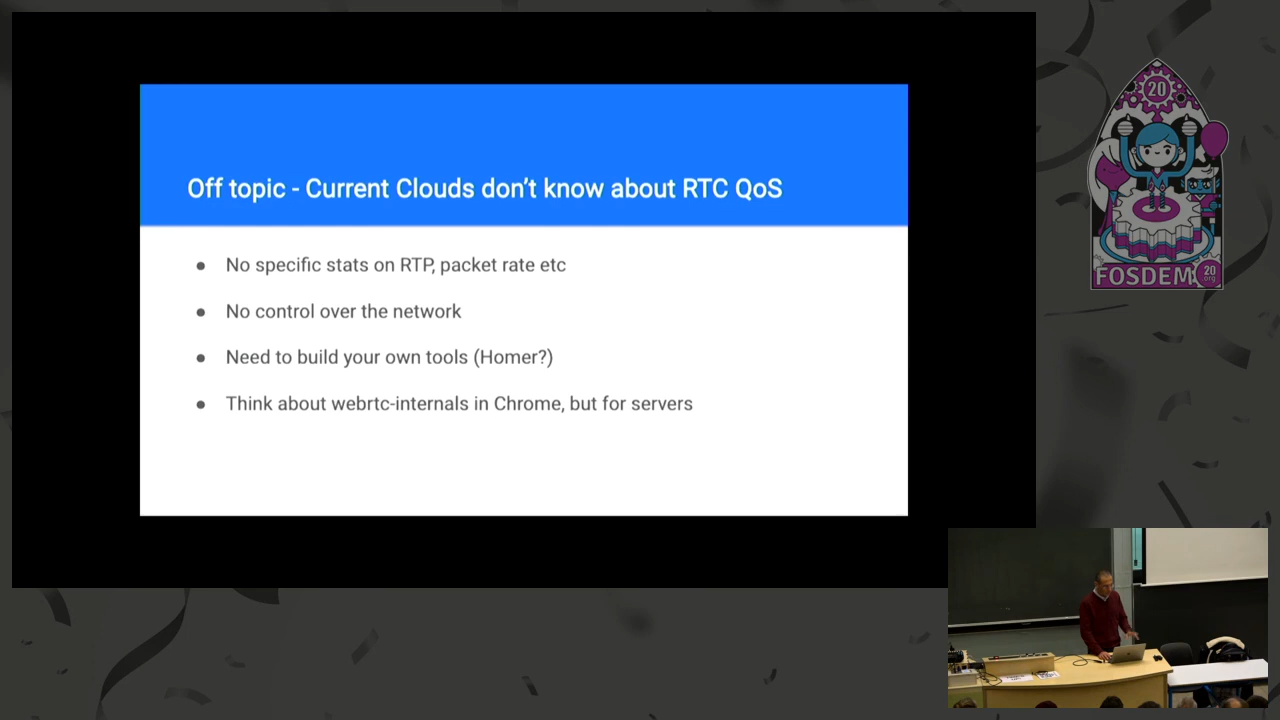 Off topic - Current Clouds don't know about RTC QoS
● No specific stats on RTP, packet rate etc
● No control over the network
● Need to build your own tools (Homer?)
● Think about webrtc-internals in Chrome, but for servers
20
FOSDEM 20
.org